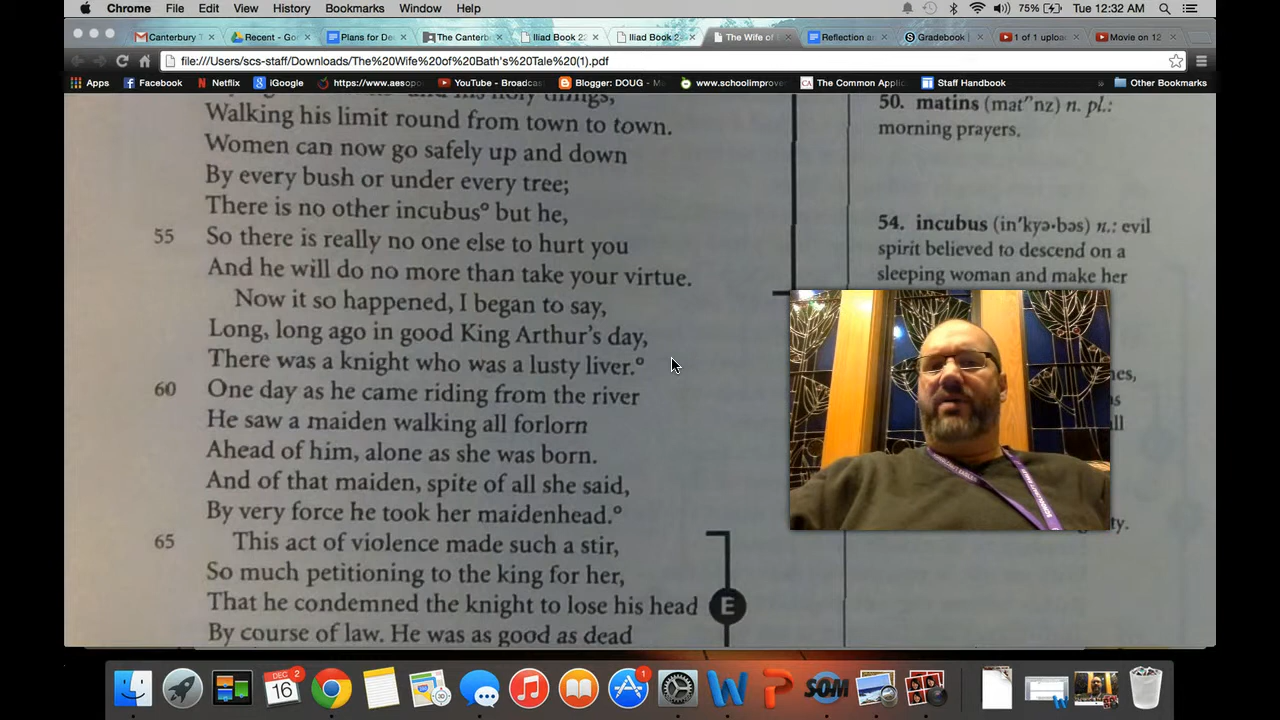 Chrome File Edit View History Bookmarks Window Help 75% Tue 12:32 AM
Canterbury T Recent - Go Plans for De The Canterb Iliad Book 2 Iliad Book 2 The Wife of Reflection a Gradebook 1 of 1 uploa Movie on 12
file:///Users/scs-staff/Downloads/The%20Wife%20of%20Bath's%20Tale%20(1).pdf
Apps Facebook Netflix iGoogle https://www.aesop YouTube - Broadcas Blogger: DOUG - M www.schoolimprov The Common Applic Staff Handbook » Other Bookmarks
holy things,
Walking his limit round from town to town.
Women can now go safely up and down
By every bush or under every tree;
There is no other incubus° but he,
55 So there is really no one else to hurt you
And he will do no more than take your virtue.
Now it so happened, I began to say,
Long, long ago in good King Arthur's day,
There was a knight who was a lusty liver.°
60 One day as he came riding from the river
He saw a maiden walking all forlorn
Ahead of him, alone as she was born.
And of that maiden, spite of all she said,
By very force he took her maidenhead.°
65 This act of violence made such a stir,
So much petitioning to the king for her,
That he condemned the knight to lose his head
E
By course of law. He was as good as dead
50. matins (mat''nz) n. pl.:
morning prayers.
54. incubus (in'kyə•bəs) n.: evil
spirit believed to descend on a
sleeping woman and make her
DEC 2
16
3D
1
SOM